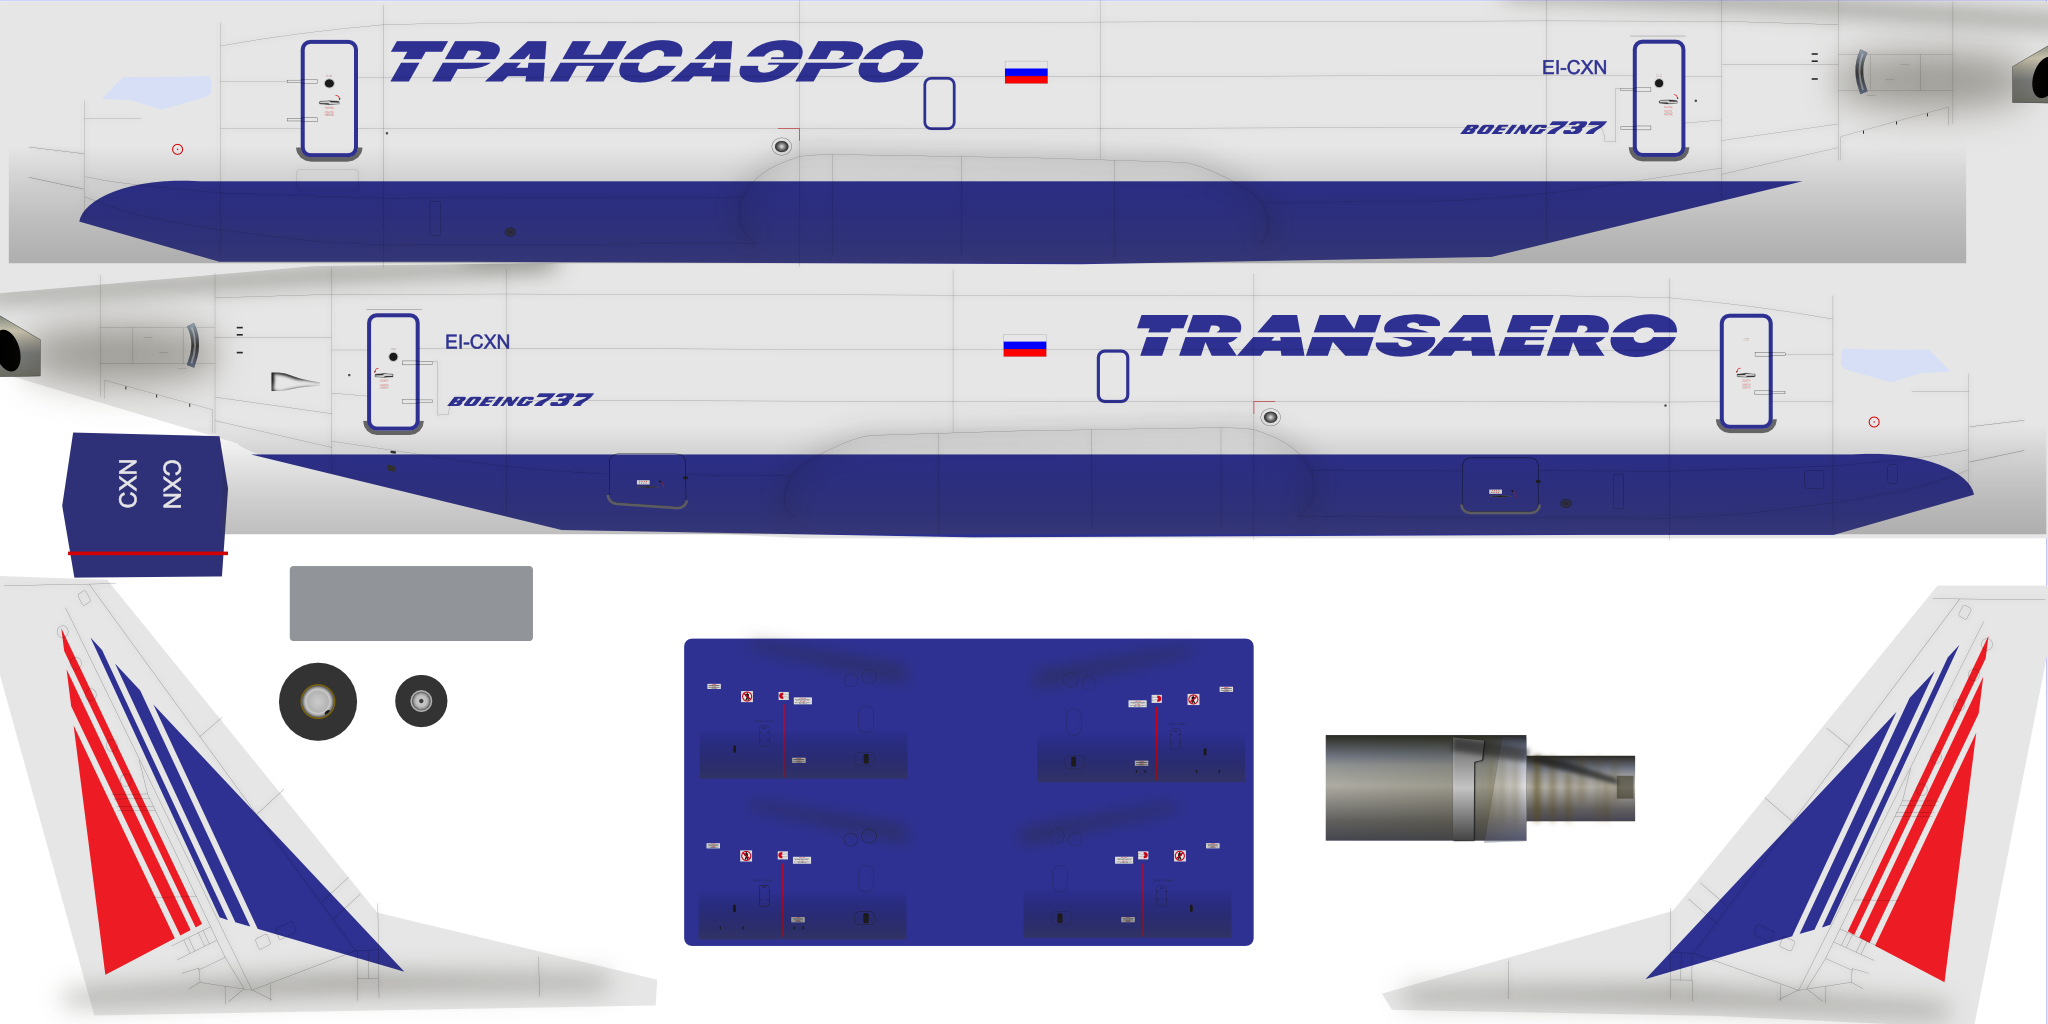 ТРАНСАЭРО
EI-CXN
BOEING737
EI-CXN
TRANSAERO
BOEING737
CXN
CXN